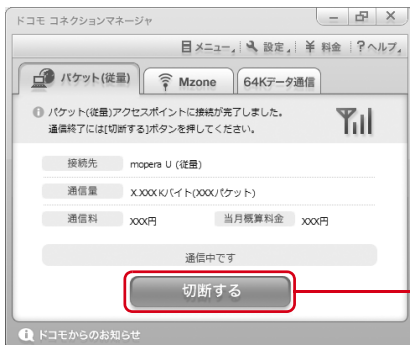 ドコモ コネクションマネージャ
メニュー 設定 ¥ 料金 ?ヘルプ
パケット(従量) Mzone 64Kデータ通信
パケット(従量)アクセスポイントに接続が完了しました。
通信終了には[切断する]ボタンを押してください。
接続先 mopera U (従量)
通信量 X.XXX Kバイト(XXXパケット)
通信料 XXX円 当月概算料金 XXX円
通信中です
切断する
ドコモからのお知らせ